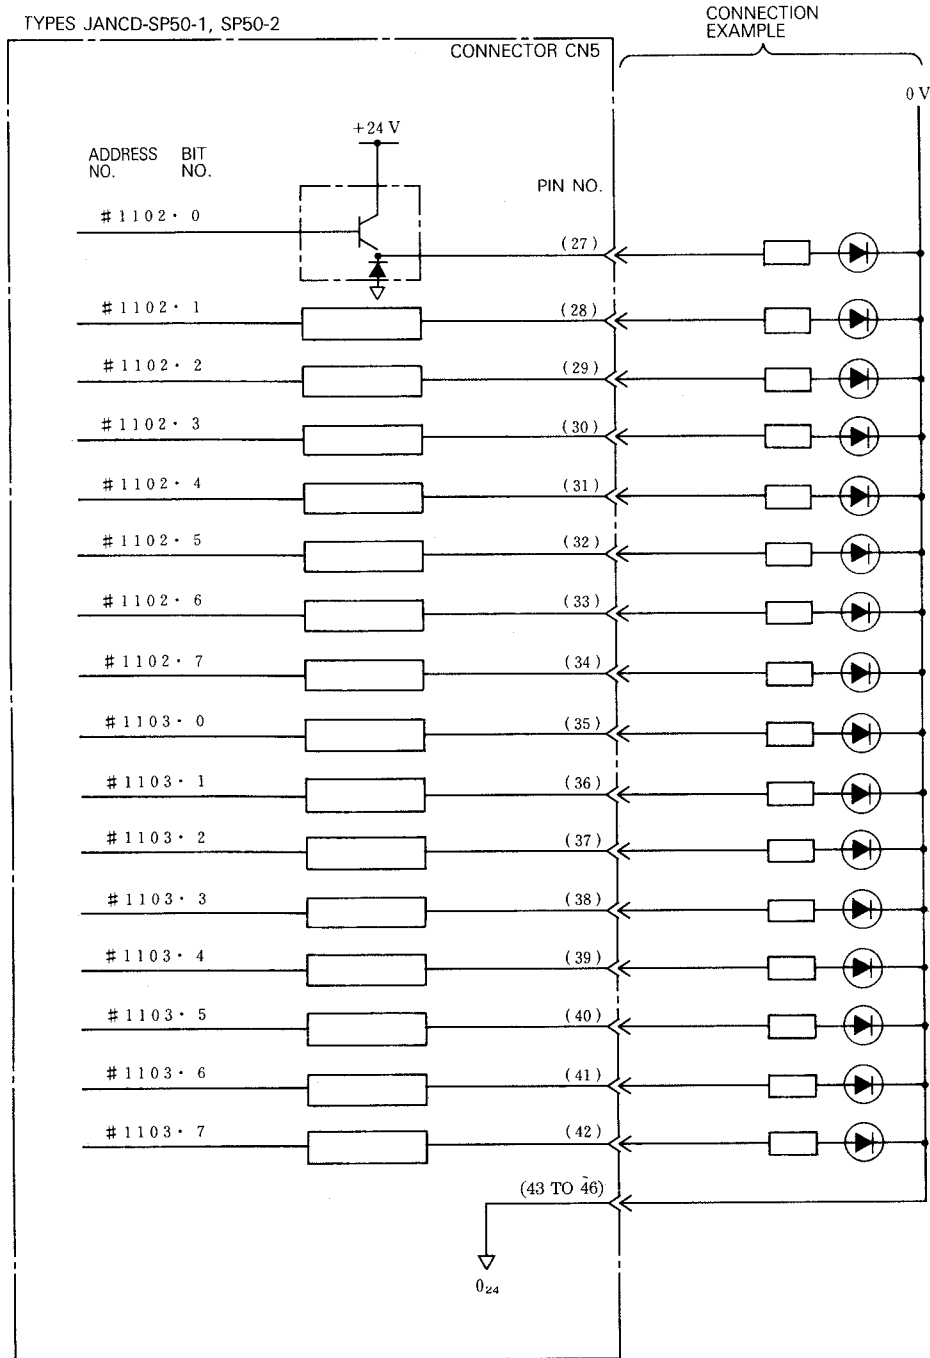 TYPES JANCD-SP50-1, SP50-2
CONNECTION
EXAMPLE
CONNECTOR CN5
0 V
+24 V
ADDRESS NO.
BIT NO.
PIN NO.
#1102・0 (27)
#1102・1 (28)
#1102・2 (29)
#1102・3 (30)
#1102・4 (31)
#1102・5 (32)
#1102・6 (33)
#1102・7 (34)
#1103・0 (35)
#1103・1 (36)
#1103・2 (37)
#1103・3 (38)
#1103・4 (39)
#1103・5 (40)
#1103・6 (41)
#1103・7 (42)
(43 TO 46)
0₂₄